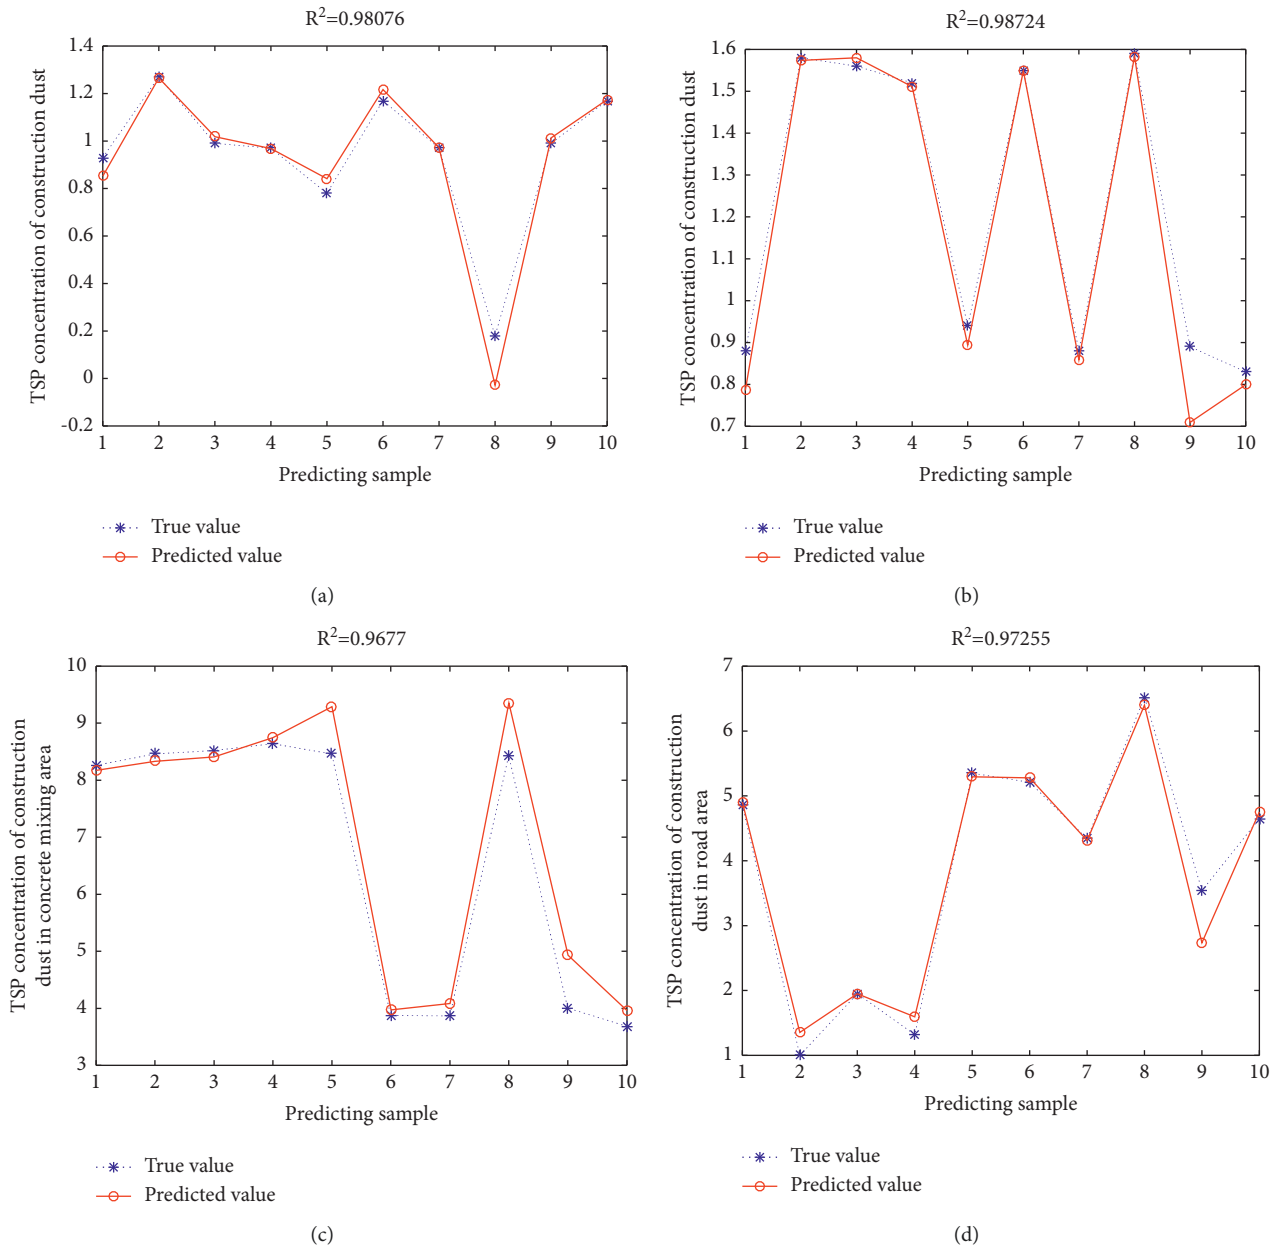 R²=0.98076
TSP concentration of construction dust
1.4
1.2
1
0.8
0.6
0.4
0.2
0
-0.2
1 2 3 4 5 6 7 8 9 10
Predicting sample
True value
Predicted value
(a)
R²=0.98724
TSP concentration of construction dust
1.6
1.5
1.4
1.3
1.2
1.1
1
0.9
0.8
0.7
1 2 3 4 5 6 7 8 9 10
Predicting sample
True value
Predicted value
(b)
R²=0.9677
TSP concentration of construction
dust in concrete mixing area
10
9
8
7
6
5
4
3
1 2 3 4 5 6 7 8 9 10
Predicting sample
True value
Predicted value
(c)
R²=0.97255
TSP concentration of construction
dust in road area
7
6
5
4
3
2
1
1 2 3 4 5 6 7 8 9 10
Predicting sample
True value
Predicted value
(d)